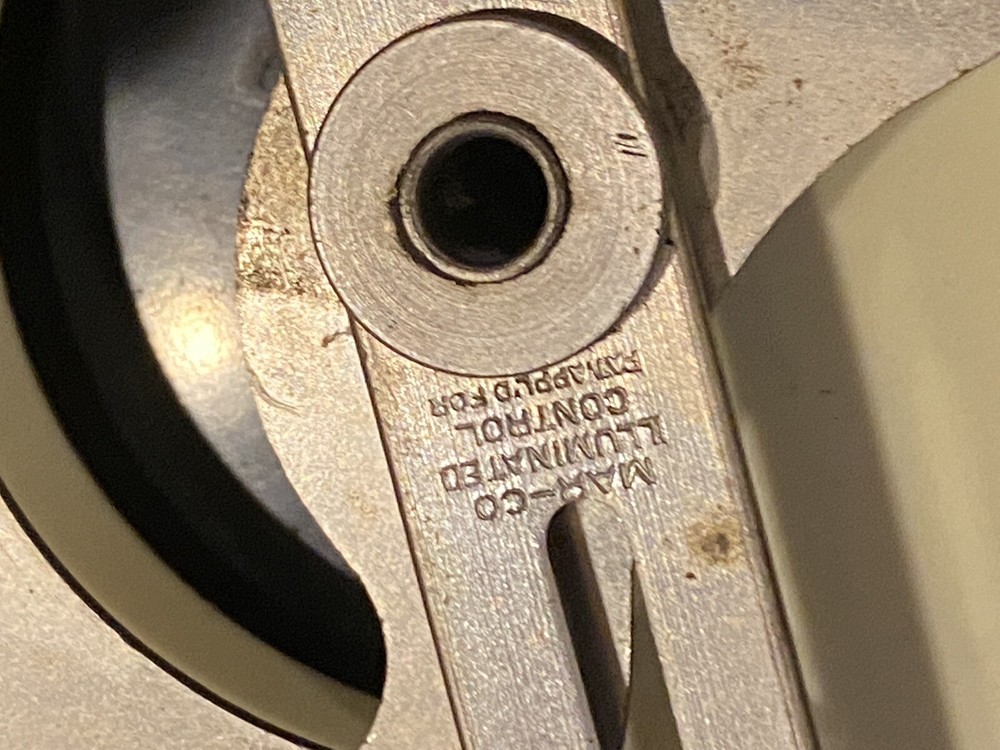 MAR-CO
ILLUMINATED
CONTROL
PAT. APPL'D FOR